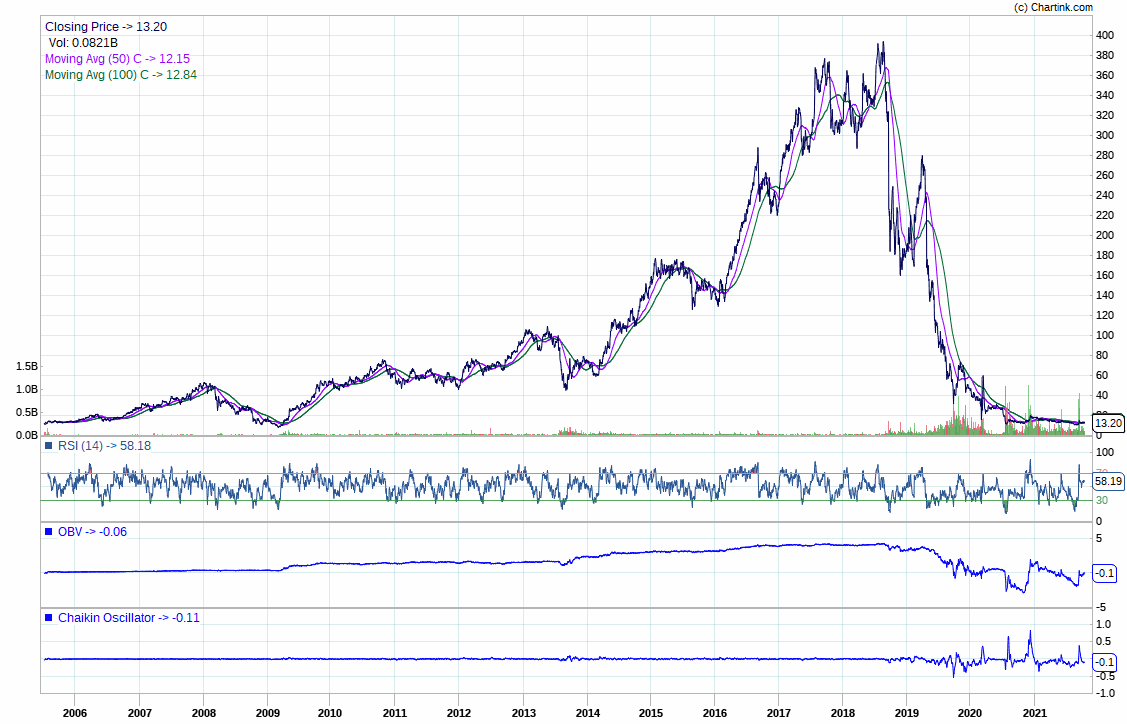 (c) Chartink.com
Closing Price -> 13.20
Vol: 0.0821B
Moving Avg (50) C -> 12.15
Moving Avg (100) C -> 12.84
400
380
360
340
320
300
280
260
240
220
200
180
160
140
120
100
80
60
40
20
13.20
0
1.5B
1.0B
0.5B
0.0B
RSI (14) -> 58.18
100
70
58.19
30
0
OBV -> -0.06
5
-0.1
-5
Chaikin Oscillator -> -0.11
1.0
0.5
-0.1
-0.5
-1.0
2006 2007 2008 2009 2010 2011 2012 2013 2014 2015 2016 2017 2018 2019 2020 2021